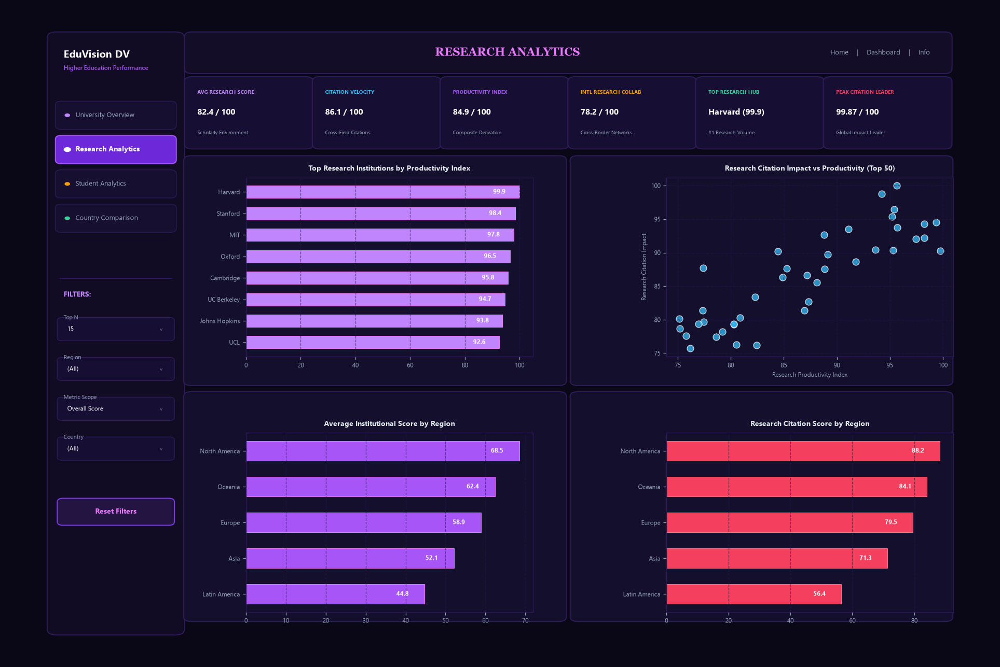 EduVision DV
Higher Education Performance
University Overview
Research Analytics
Student Analytics
Country Comparison
FILTERS:
Top N
15 v
Region
(All) v
Metric Scope
Overall Score v
Country
(All) v
Reset Filters
RESEARCH ANALYTICS
Home | Dashboard | Info
AVG RESEARCH SCORE
82.4 / 100
Scholarly Environment
CITATION VELOCITY
86.1 / 100
Cross-Field Citations
PRODUCTIVITY INDEX
84.9 / 100
Composite Derivation
INTL RESEARCH COLLAB
78.2 / 100
Cross-Border Networks
TOP RESEARCH HUB
Harvard (99.9)
#1 Research Volume
PEAK CITATION LEADER
99.87 / 100
Global Impact Leader
Top Research Institutions by Productivity Index
Harvard 99.9
Stanford 98.4
MIT 97.8
Oxford 96.5
Cambridge 95.8
UC Berkeley 94.7
Johns Hopkins 93.8
UCL 92.6
0 20 40 60 80 100
Research Citation Impact vs Productivity (Top 50)
Research Citation Impact
100
95
90
85
80
75
75 80 85 90 95 100
Research Productivity Index
Average Institutional Score by Region
North America 68.5
Oceania 62.4
Europe 58.9
Asia 52.1
Latin America 44.8
0 10 20 30 40 50 60 70
Research Citation Score by Region
North America 88.2
Oceania 84.1
Europe 79.5
Asia 71.3
Latin America 56.4
0 20 40 60 80